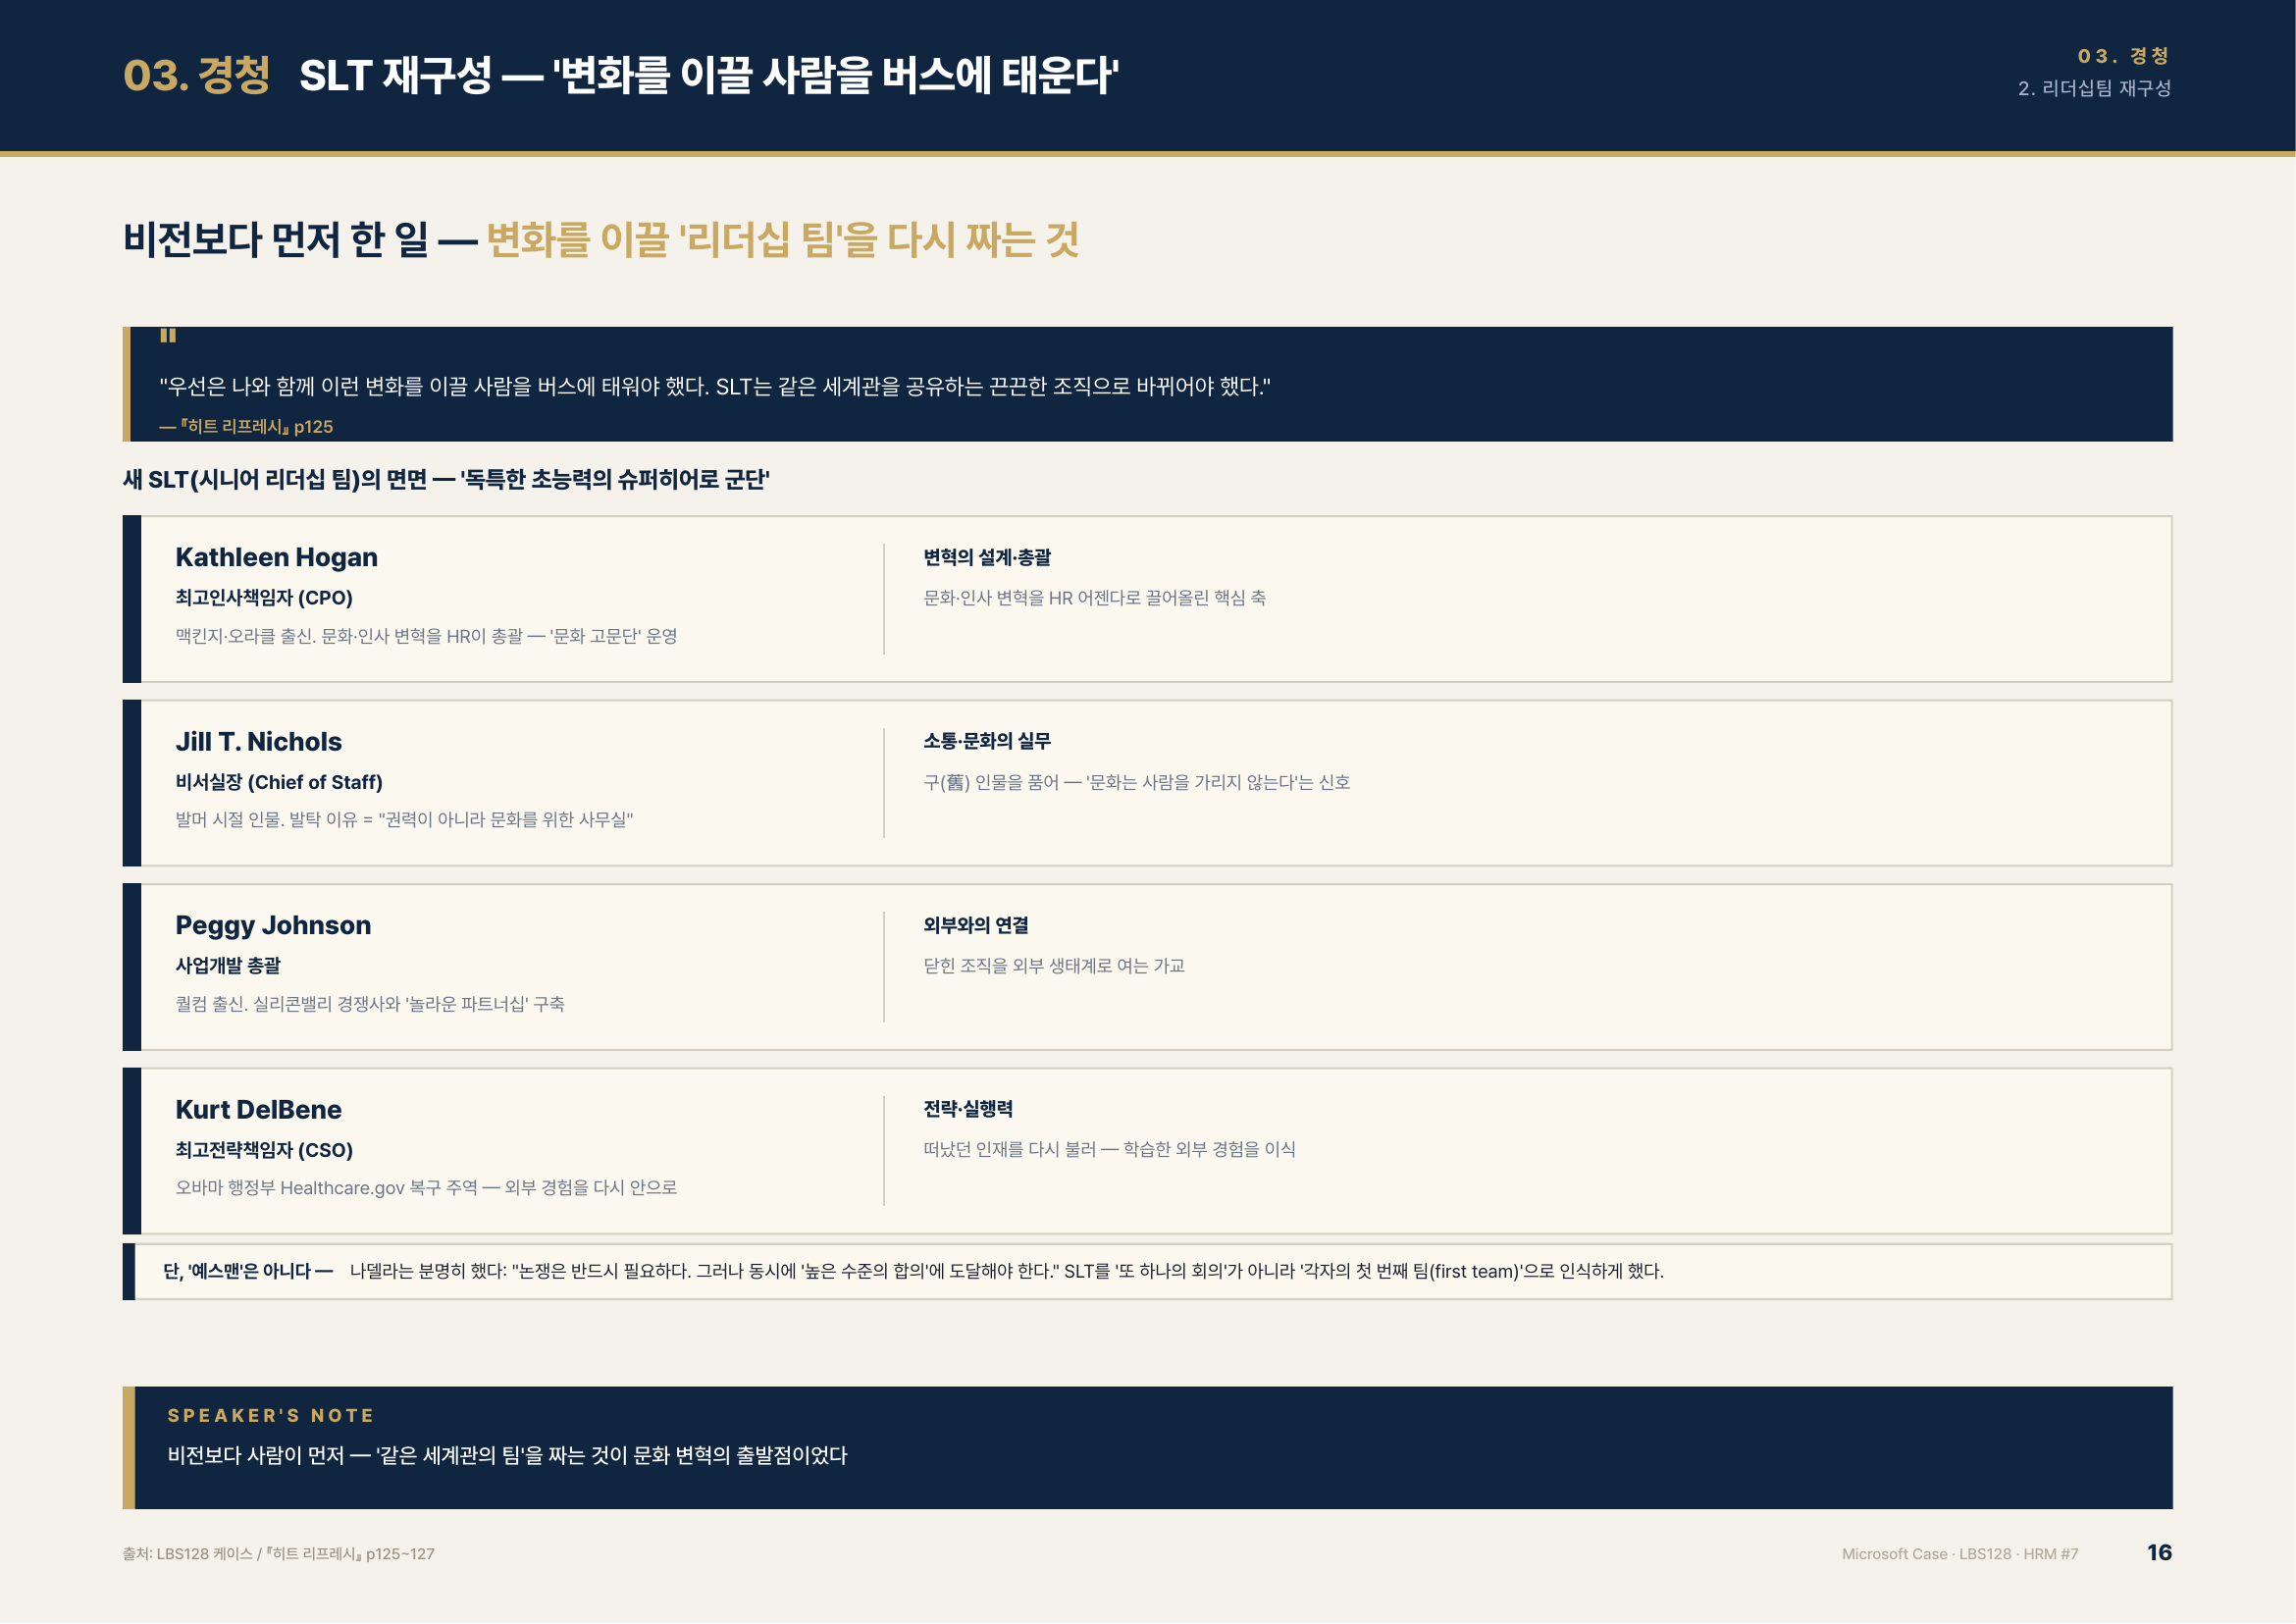 03. 경청 SLT 재구성 — '변화를 이끌 사람을 버스에 태운다'
03. 경청
2. 리더십팀 재구성
비전보다 먼저 한 일 — 변화를 이끌 '리더십 팀'을 다시 짜는 것
"
"우선은 나와 함께 이런 변화를 이끌 사람을 버스에 태워야 했다. SLT는 같은 세계관을 공유하는 끈끈한 조직으로 바뀌어야 했다."
— 『히트 리프레시』 p125
새 SLT(시니어 리더십 팀)의 면면 — '독특한 초능력의 슈퍼히어로 군단'
Kathleen Hogan
최고인사책임자 (CPO)
맥킨지·오라클 출신. 문화·인사 변혁을 HR이 총괄 — '문화 고문단' 운영
변혁의 설계·총괄
문화·인사 변혁을 HR 어젠다로 끌어올린 핵심 축
Jill T. Nichols
비서실장 (Chief of Staff)
발머 시절 인물. 발탁 이유 = "권력이 아니라 문화를 위한 사무실"
소통·문화의 실무
구(舊) 인물을 품어 — '문화는 사람을 가리지 않는다'는 신호
Peggy Johnson
사업개발 총괄
퀄컴 출신. 실리콘밸리 경쟁사와 '놀라운 파트너십' 구축
외부와의 연결
닫힌 조직을 외부 생태계로 여는 가교
Kurt DelBene
최고전략책임자 (CSO)
오바마 행정부 Healthcare.gov 복구 주역 — 외부 경험을 다시 안으로
전략·실행력
떠났던 인재를 다시 불러 — 학습한 외부 경험을 이식
단, '예스맨'은 아니다 — 나델라는 분명히 했다: "논쟁은 반드시 필요하다. 그러나 동시에 '높은 수준의 합의'에 도달해야 한다." SLT를 '또 하나의 회의'가 아니라 '각자의 첫 번째 팀(first team)'으로 인식하게 했다.
SPEAKER'S NOTE
비전보다 사람이 먼저 — '같은 세계관의 팀'을 짜는 것이 문화 변혁의 출발점이었다
출처: LBS128 케이스 / 『히트 리프레시』 p125~127
Microsoft Case · LBS128 · HRM #7
16